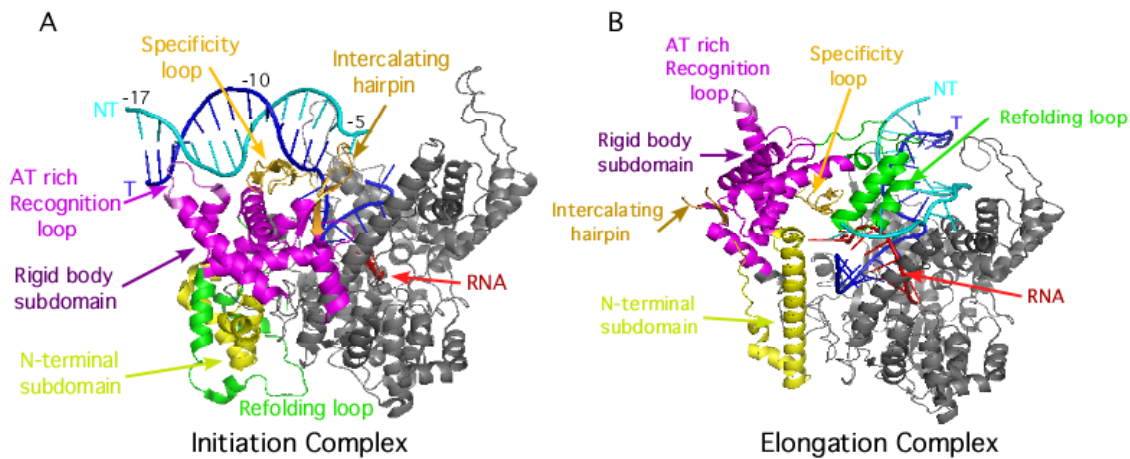 A
Specificity
loop
Intercalating
hairpin
-17
-10
-5
NT
T
AT rich
Recognition
loop
Rigid body
subdomain
RNA
N-terminal
subdomain
Refolding loop
Initiation Complex
B
AT rich
Recognition
loop
Specificity
loop
NT
T
Refolding loop
Rigid body
subdomain
Intercalating
hairpin
N-terminal
subdomain
RNA
Elongation Complex